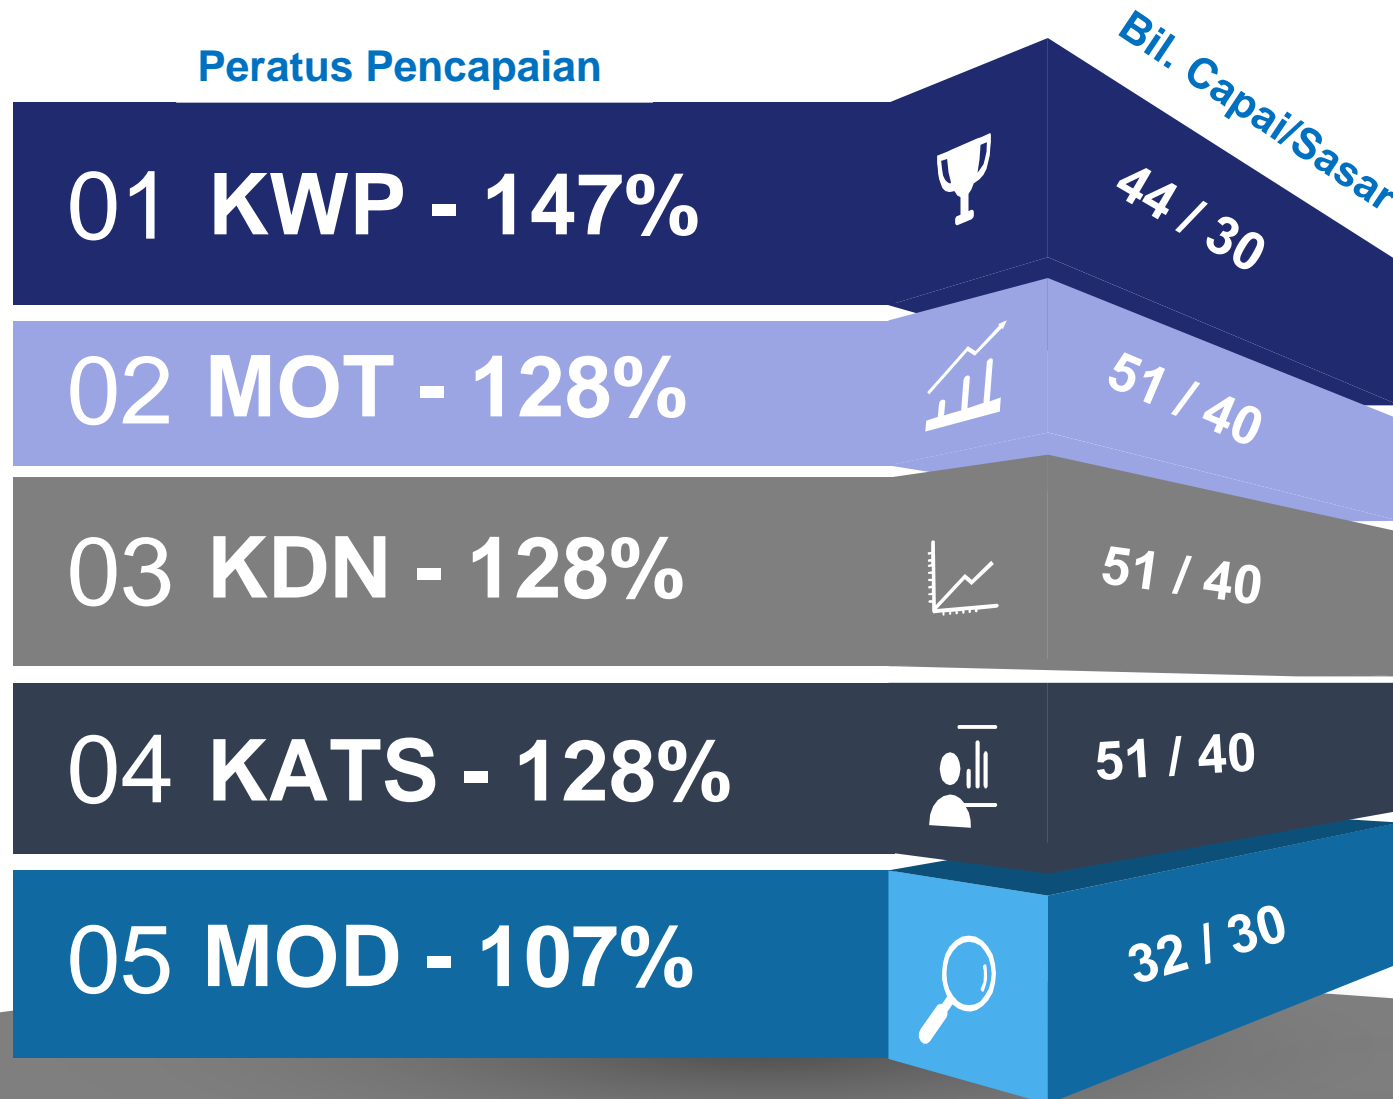 Peratus Pencapaian
Bil. Capai/Sasar
01 KWP - 147%
44 / 30
02 MOT - 128%
51 / 40
03 KDN - 128%
51 / 40
04 KATS - 128%
51 / 40
05 MOD - 107%
32 / 30